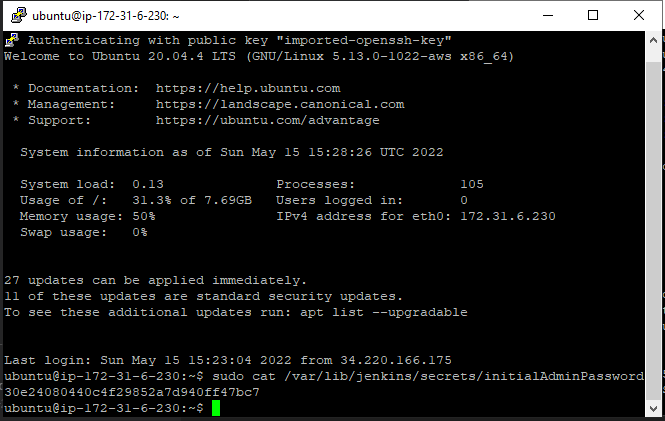 ubuntu@ip-172-31-6-230: ~
Authenticating with public key "imported-openssh-key"
Welcome to Ubuntu 20.04.4 LTS (GNU/Linux 5.13.0-1022-aws x86_64)
* Documentation:  https://help.ubuntu.com
* Management:     https://landscape.canonical.com
* Support:        https://ubuntu.com/advantage
System information as of Sun May 15 15:28:26 UTC 2022
System load:  0.13              Processes:             105
Usage of /:   31.3% of 7.69GB   Users logged in:       0
Memory usage: 50%               IPv4 address for eth0: 172.31.6.230
Swap usage:   0%
27 updates can be applied immediately.
11 of these updates are standard security updates.
To see these additional updates run: apt list --upgradable
Last login: Sun May 15 15:23:04 2022 from 34.220.166.175
ubuntu@ip-172-31-6-230:~$ sudo cat /var/lib/jenkins/secrets/initialAdminPassword
30e24080440c4f29852a7d940ff47bc7
ubuntu@ip-172-31-6-230:~$